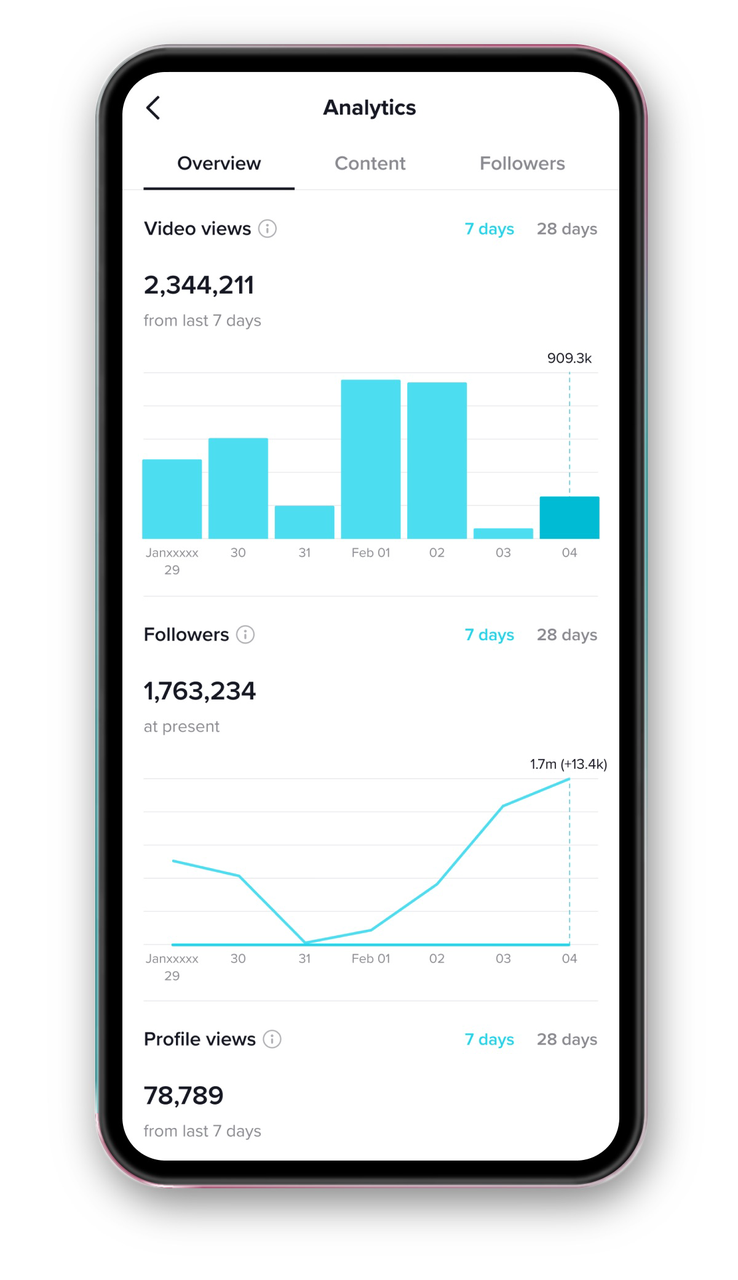 Analytics
Overview Content Followers
Video views 7 days 28 days
2,344,211
from last 7 days
909.3k
Janxxxxx 30 31 Feb 01 02 03 04
29
Followers 7 days 28 days
1,763,234
at present
1.7m (+13.4k)
Janxxxxx 30 31 Feb 01 02 03 04
29
Profile views 7 days 28 days
78,789
from last 7 days